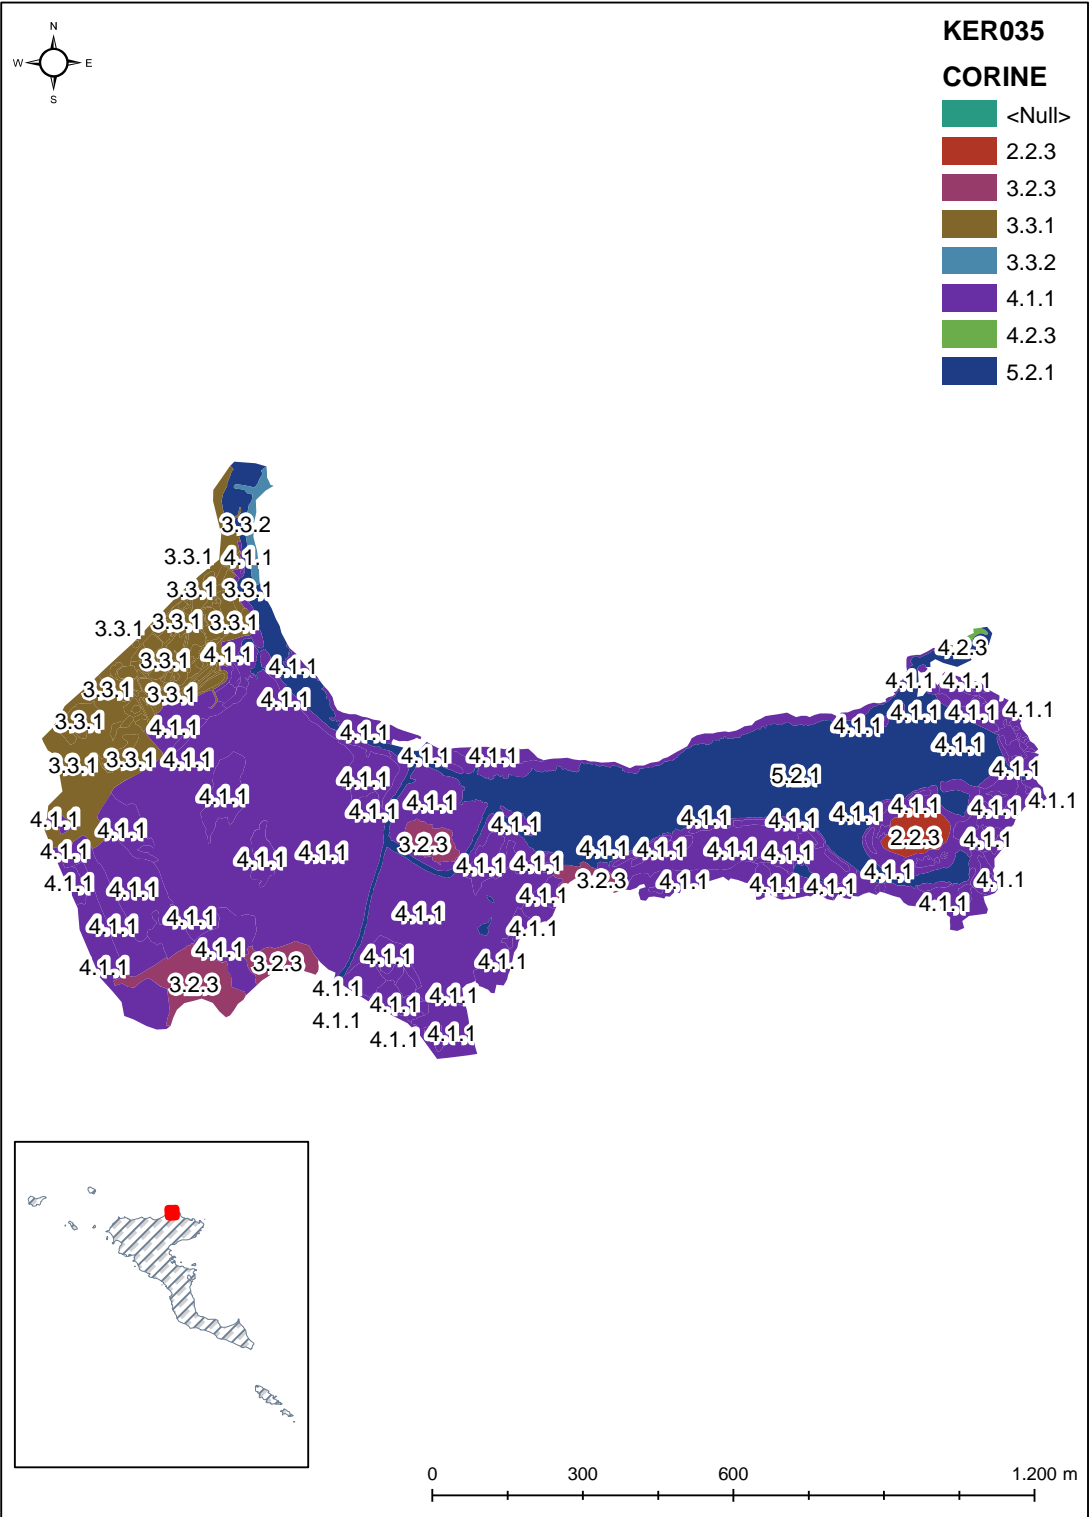 N
W E
S
KER035
CORINE
<Null>
2.2.3
3.2.3
3.3.1
3.3.2
4.1.1
4.2.3
5.2.1
3.3.2
3.3.1 4.1.1
3.3.1 3.3.1
3.3.1 3.3.1 3.3.1
4.2.3
3.3.1 4.1.1
4.1.1
4.1.1 4.1.1
3.3.1 3.3.1 4.1.1
4.1.1 4.1.1 4.1.1
3.3.1 4.1.1 4.1.1 4.1.1
4.1.1
3.3.1 3.3.1 4.1.1 4.1.1 4.1.1
4.1.1 5.2.1 4.1.1
4.1.1 4.1.1 4.1.1 4.1.1 4.1.1
4.1.1 4.1.1 4.1.1
4.1.1 4.1.1 4.1.1 4.1.1 4.1.1
3.2.3 2.2.3 4.1.1
4.1.1 4.1.1 4.1.1 4.1.1 4.1.1 4.1.1 4.1.1
4.1.1 4.1.1 4.1.1 4.1.1
4.1.1 4.1.1 3.2.3 4.1.1 4.1.1 4.1.1 4.1.1
4.1.1 4.1.1
4.1.1 4.1.1 4.1.1 4.1.1
4.1.1 4.1.1 4.1.1
4.1.1 3.2.3 4.1.1
3.2.3 4.1.1
4.1.1 4.1.1
4.1.1
4.1.1 4.1.1
0 300 600 1.200 m